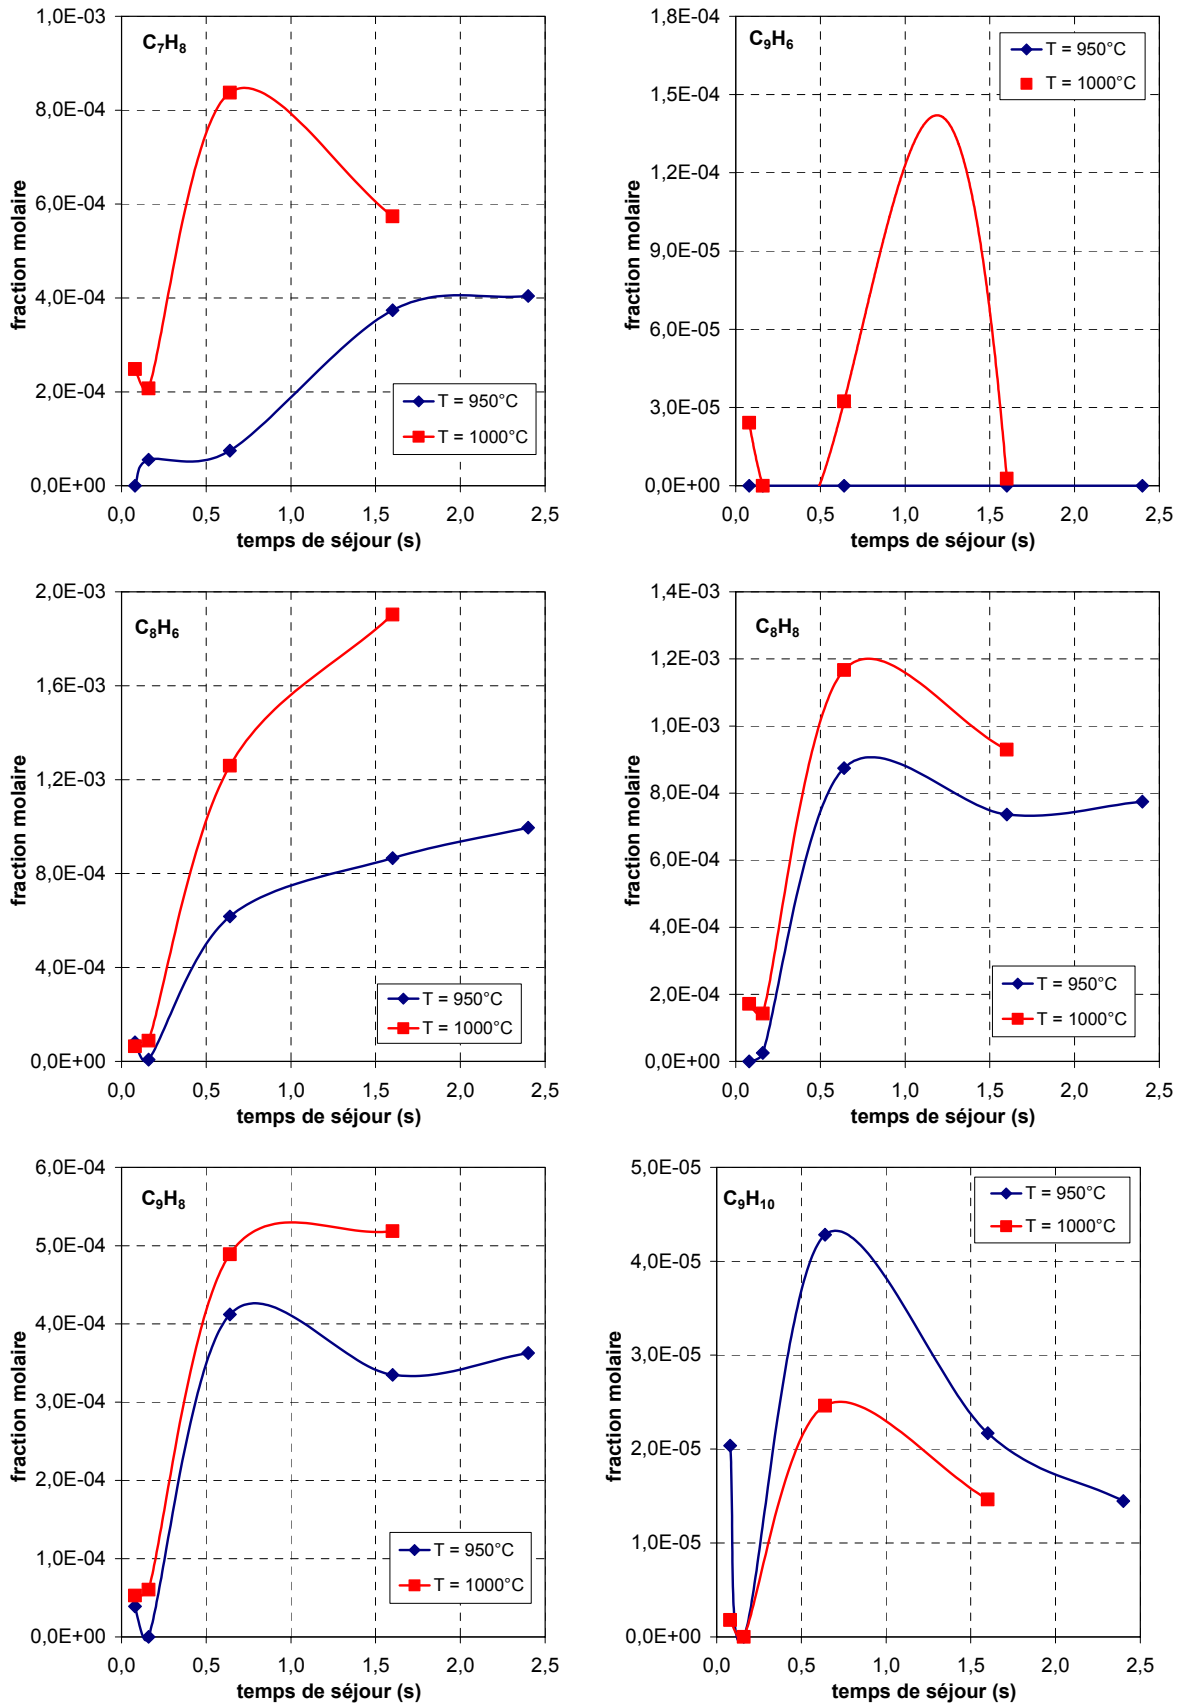 C₇H₈
fraction molaire
1,0E-03
8,0E-04
6,0E-04
4,0E-04
2,0E-04
0,0E+00
T = 950°C
T = 1000°C
0,0 0,5 1,0 1,5 2,0 2,5
temps de séjour (s)
C₉H₆
fraction molaire
1,8E-04
1,5E-04
1,2E-04
9,0E-05
6,0E-05
3,0E-05
0,0E+00
T = 950°C
T = 1000°C
0,0 0,5 1,0 1,5 2,0 2,5
temps de séjour (s)
C₈H₆
fraction molaire
2,0E-03
1,6E-03
1,2E-03
8,0E-04
4,0E-04
0,0E+00
T = 950°C
T = 1000°C
0,0 0,5 1,0 1,5 2,0 2,5
temps de séjour (s)
C₈H₈
fraction molaire
1,4E-03
1,2E-03
1,0E-03
8,0E-04
6,0E-04
4,0E-04
2,0E-04
0,0E+00
T = 950°C
T = 1000°C
0,0 0,5 1,0 1,5 2,0 2,5
temps de séjour (s)
C₉H₈
fraction molaire
6,0E-04
5,0E-04
4,0E-04
3,0E-04
2,0E-04
1,0E-04
0,0E+00
T = 950°C
T = 1000°C
0,0 0,5 1,0 1,5 2,0 2,5
temps de séjour (s)
C₉H₁₀
fraction molaire
5,0E-05
4,0E-05
3,0E-05
2,0E-05
1,0E-05
0,0E+00
T = 950°C
T = 1000°C
0,0 0,5 1,0 1,5 2,0 2,5
temps de séjour (s)